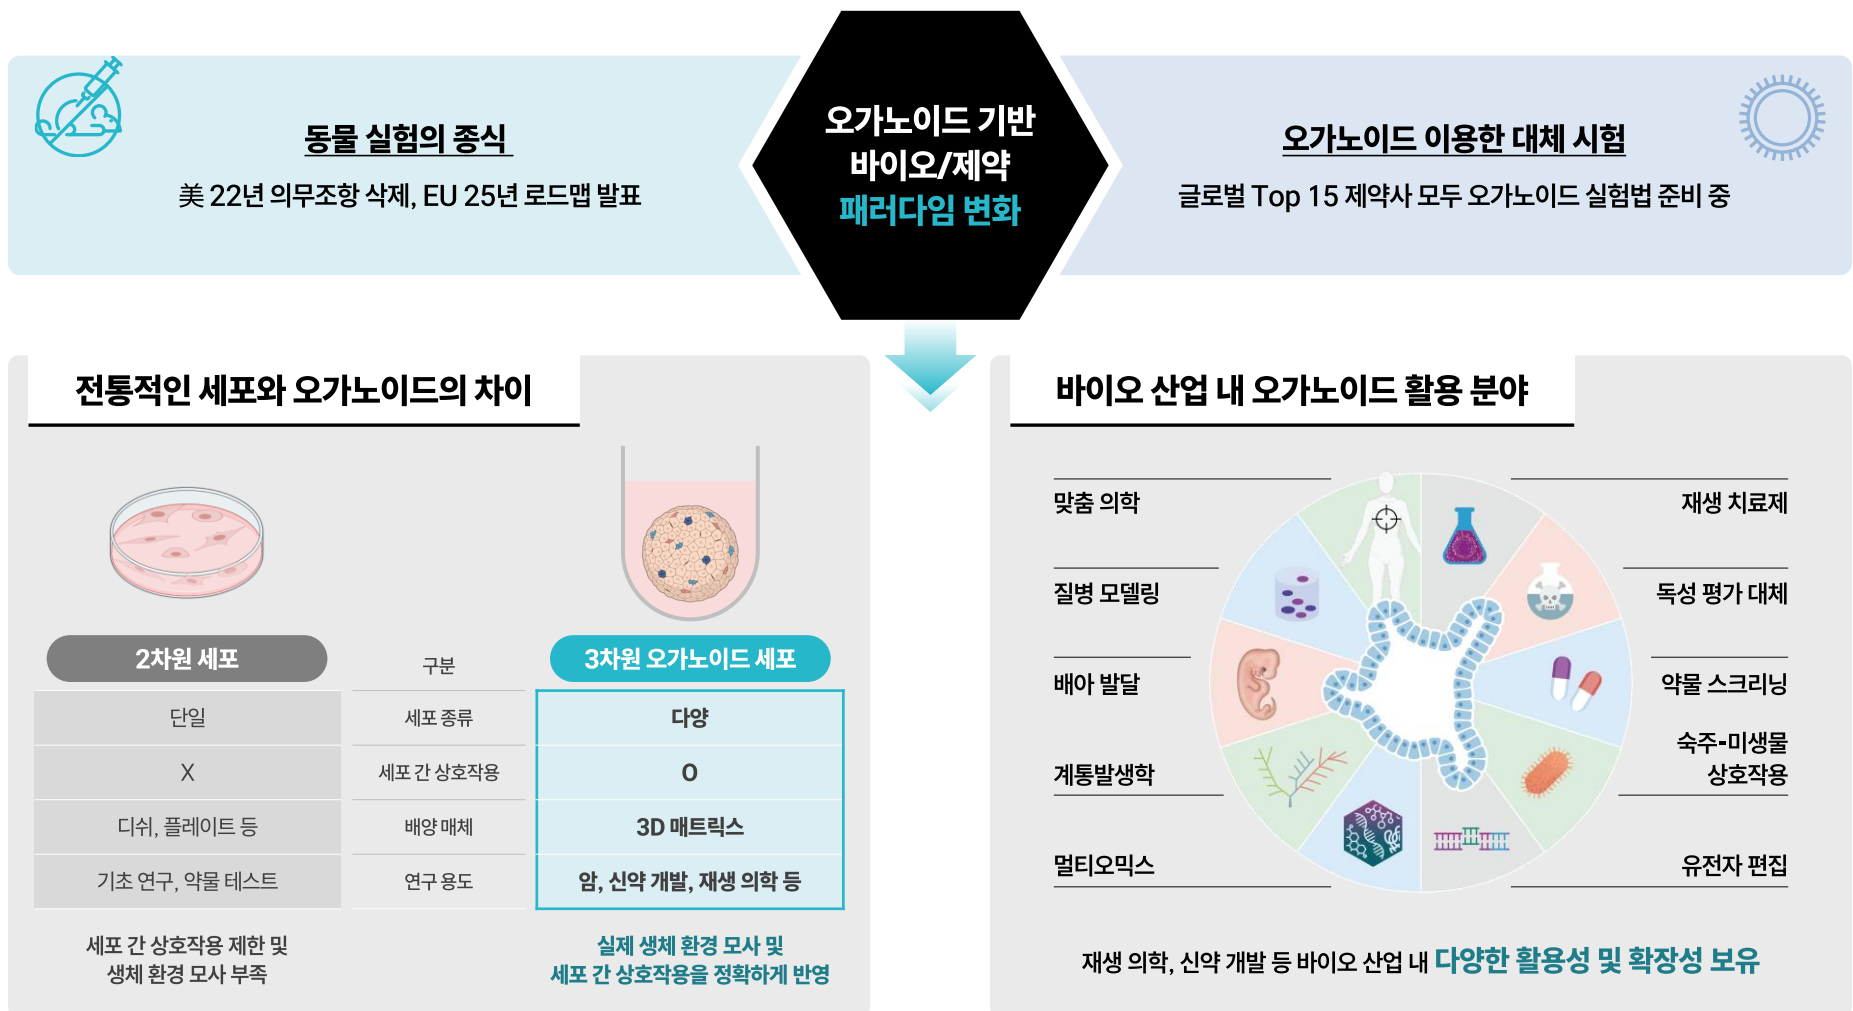 동물 실험의 종식
美 22년 의무조항 삭제, EU 25년 로드맵 발표
오가노이드 기반
바이오/제약
패러다임 변화
오가노이드 이용한 대체 시험
글로벌 Top 15 제약사 모두 오가노이드 실험법 준비 중
전통적인 세포와 오가노이드의 차이
2차원 세포
구분
3차원 오가노이드 세포
단일
세포 종류
다양
X
세포 간 상호작용
O
디쉬, 플레이트 등
배양 매체
3D 매트릭스
기초 연구, 약물 테스트
연구 용도
암, 신약 개발, 재생 의학 등
세포 간 상호작용 제한 및
생체 환경 모사 부족
실제 생체 환경 모사 및
세포 간 상호작용을 정확하게 반영
바이오 산업 내 오가노이드 활용 분야
맞춤 의학
재생 치료제
질병 모델링
독성 평가 대체
배아 발달
약물 스크리닝
계통발생학
숙주-미생물
상호작용
멀티오믹스
유전자 편집
재생 의학, 신약 개발 등 바이오 산업 내 다양한 활용성 및 확장성 보유